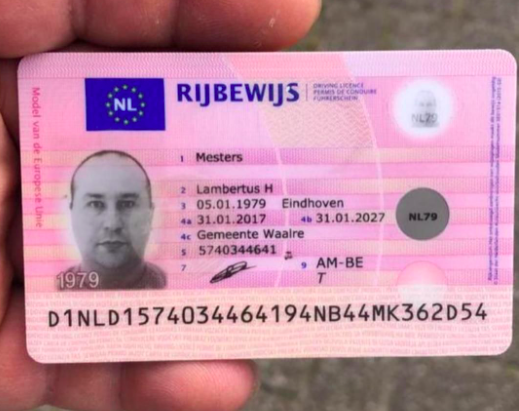 NL
RIJBEWIJS
DRIVING LICENCE
PERMIS DE CONDUIRE
FÜHRERSCHEIN
NL79
Model van de Europese Unie
1 Mesters
2 Lambertus H
3 05.01.1979 Eindhoven
4a 31.01.2017 4b 31.01.2027
NL79
4c Gemeente Waalre
5 5740344641
7
9 AM-BE
T
1979
D1NLD1574034464194NB44MK362D54